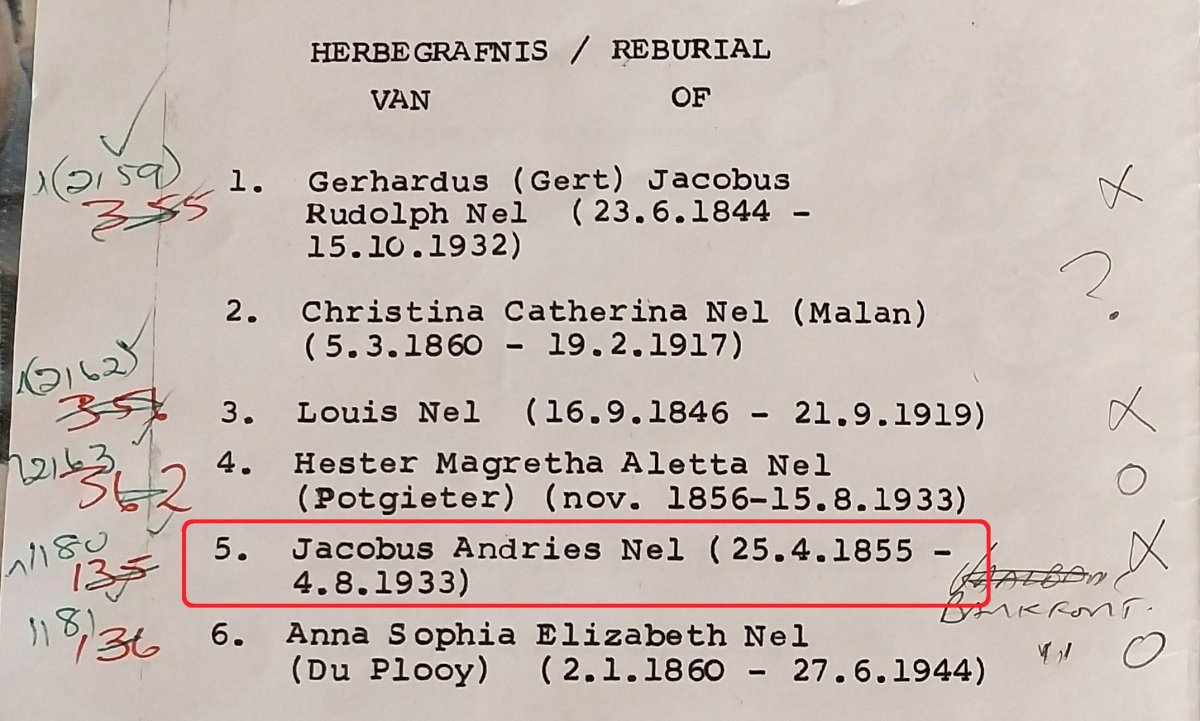 HERBEGRAFNIS / REBURIAL
VAN OF
(2159)
355
1. Gerhardus (Gert) Jacobus
Rudolph Nel (23.6.1844 -
15.10.1932)
?
2. Christina Catherina Nel (Malan)
(5.3.1860 - 19.2.1917)
(2162)
3. Louis Nel (16.9.1846 - 21.9.1919)
2163
362
4. Hester Magretha Aletta Nel
(Potgieter) (nov. 1856-15.8.1933)
O
1180
135
5. Jacobus Andries Nel (25.4.1855 -
4.8.1933)
1181
136
6. Anna Sophia Elizabeth Nel
(Du Plooy) (2.1.1860 - 27.6.1944)
O